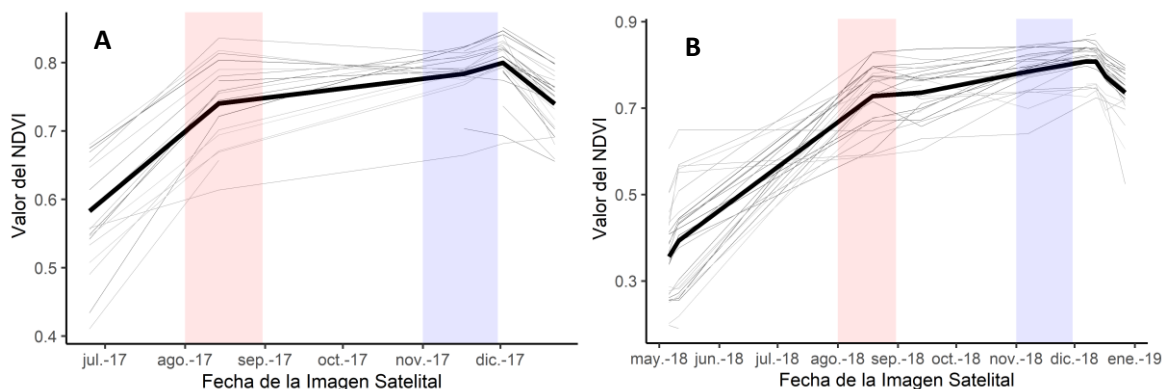 A
Valor del NDVI
0.8
0.7
0.6
0.5
0.4
jul.-17 ago.-17 sep.-17 oct.-17 nov.-17 dic.-17
Fecha de la Imagen Satelital
B
Valor del NDVI
0.9
0.7
0.5
0.3
may.-18 jun.-18 jul.-18 ago.-18 sep.-18 oct.-18 nov.-18 dic.-18 ene.-19
Fecha de la Imagen Satelital